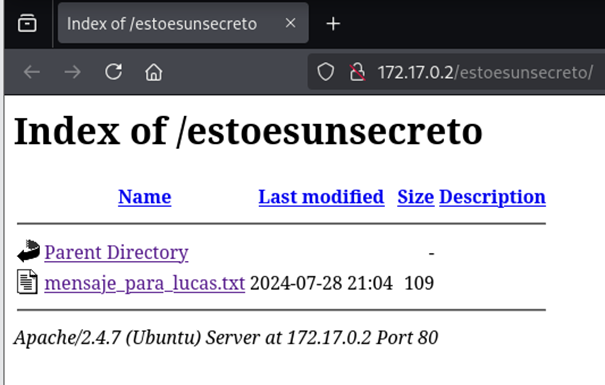 Index of /estoesunsecreto
172.17.0.2/estoesunsecreto/
Index of /estoesunsecreto
Name Last modified Size Description
Parent Directory -
mensaje_para_lucas.txt 2024-07-28 21:04 109
Apache/2.4.7 (Ubuntu) Server at 172.17.0.2 Port 80